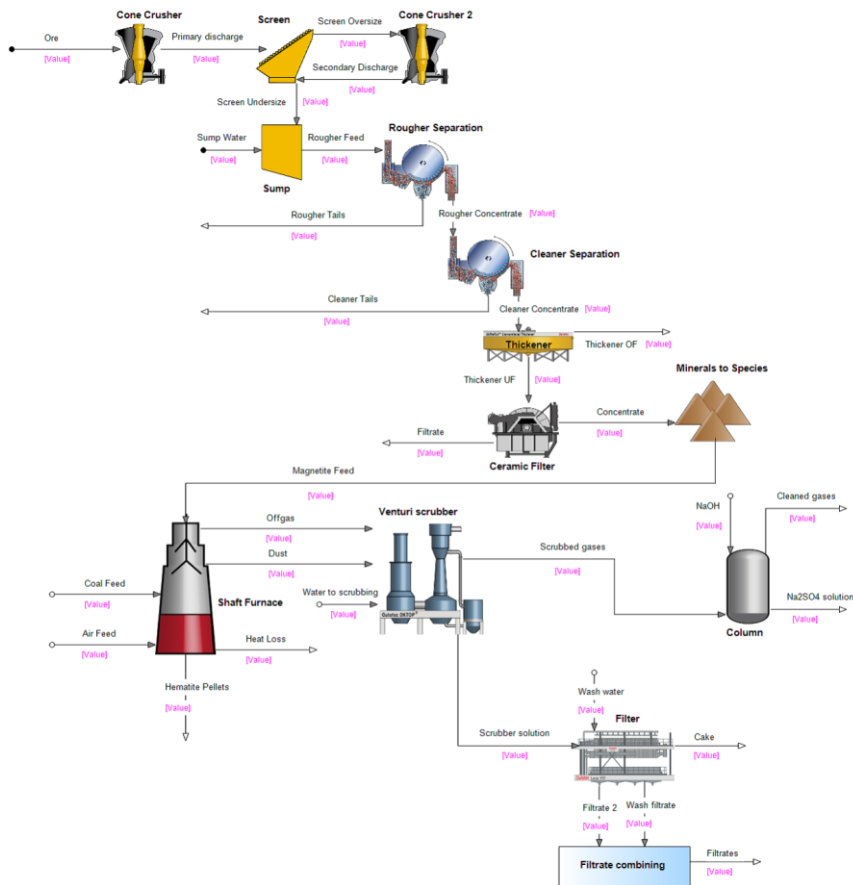 Cone Crusher
Screen
Screen Oversize
Cone Crusher 2
Ore
Primary discharge
[Value]
[Value]
[Value]
Secondary Discharge
[Value]
Screen Undersize
[Value]
Sump Water
Rougher Feed
Rougher Separation
[Value]
[Value]
Sump
Rougher Tails
Rougher Concentrate
[Value]
[Value]
Cleaner Separation
Cleaner Tails
Cleaner Concentrate
[Value]
[Value]
Thickener
Thickener OF
[Value]
Thickener UF
[Value]
Minerals to Species
Filtrate
Concentrate
[Value]
[Value]
Ceramic Filter
Magnetite Feed
[Value]
Venturi scrubber
Offgas
[Value]
NaOH
[Value]
Cleaned gases
[Value]
Dust
[Value]
Scrubbed gases
[Value]
Coal Feed
[Value]
Shaft Furnace
Water to scrubbing
[Value]
Outotec OKTOP®
Na2SO4 solution
[Value]
Column
Air Feed
[Value]
Heat Loss
[Value]
Hematite Pellets
[Value]
Wash water
[Value]
Filter
Scrubber solution
[Value]
Cake
[Value]
Filtrate 2
[Value]
Wash filtrate
[Value]
Filtrate combining
Filtrates
[Value]